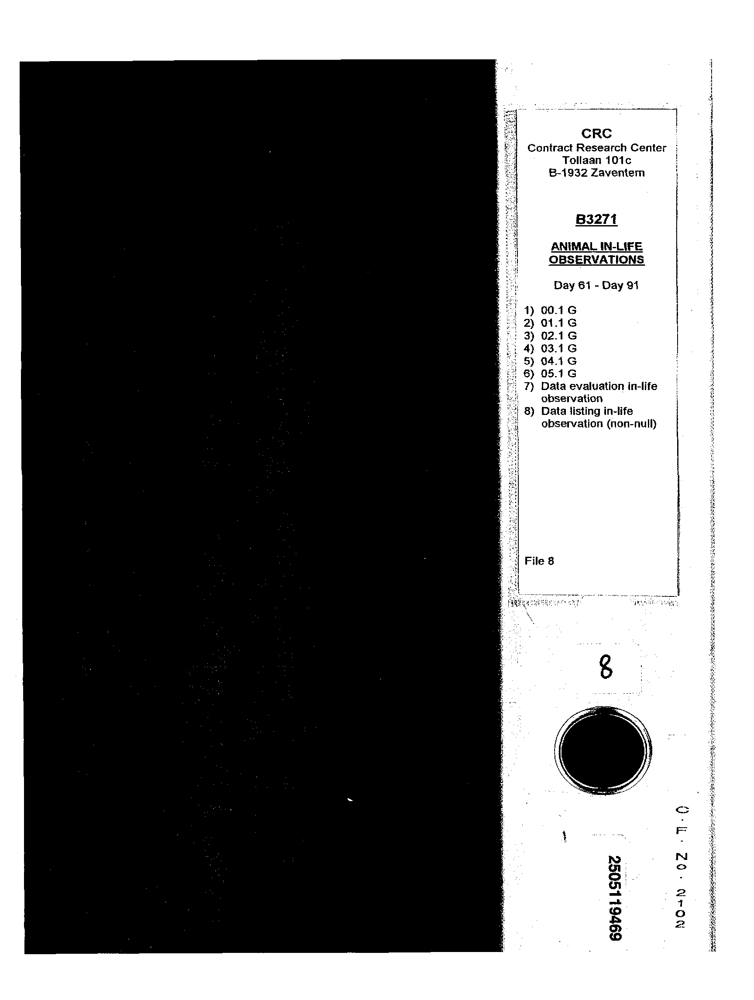 CRC
Contract Research Center
Tollaan 101c
B-1932 Zaventem
B3271
ANIMAL IN-LIFE
OBSERVATIONS
Day 61 - Day 91
1) 00.1 G
2) 01.1 G
3) 02.1 G
4) 03.1 G
5) 04.1 G
6) 05.1 G
7) Data evaluation in-life
observation
8) Data listing in-life
observation (non-null)
File 8
8
C.F. No. 2102
2505119469